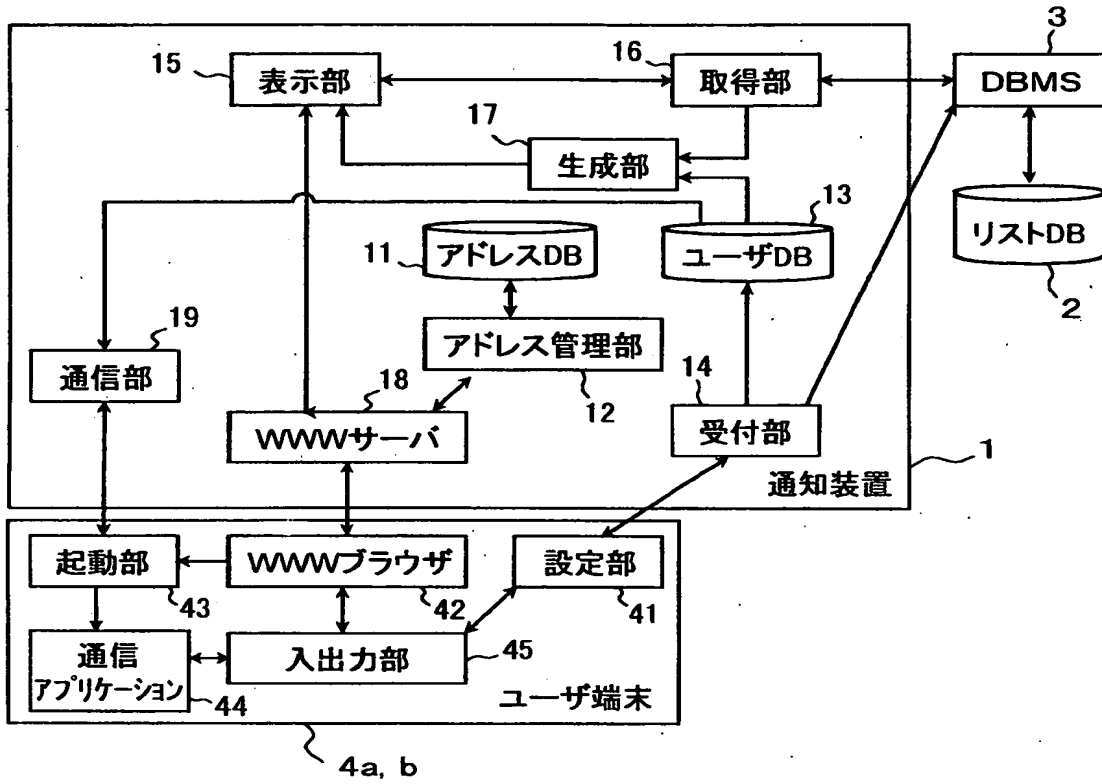 3
15
表示部
16
取得部
DBMS
17
生成部
13
11
アドレスDB
ユーザDB
リストDB
2
19
通信部
アドレス管理部
12
18
14
WWWサーバ
受付部
1
通知装置
起動部
43
WWWブラウザ
42
設定部
41
通信
アプリケーション
44
入出力部
45
ユーザ端末
4a, b